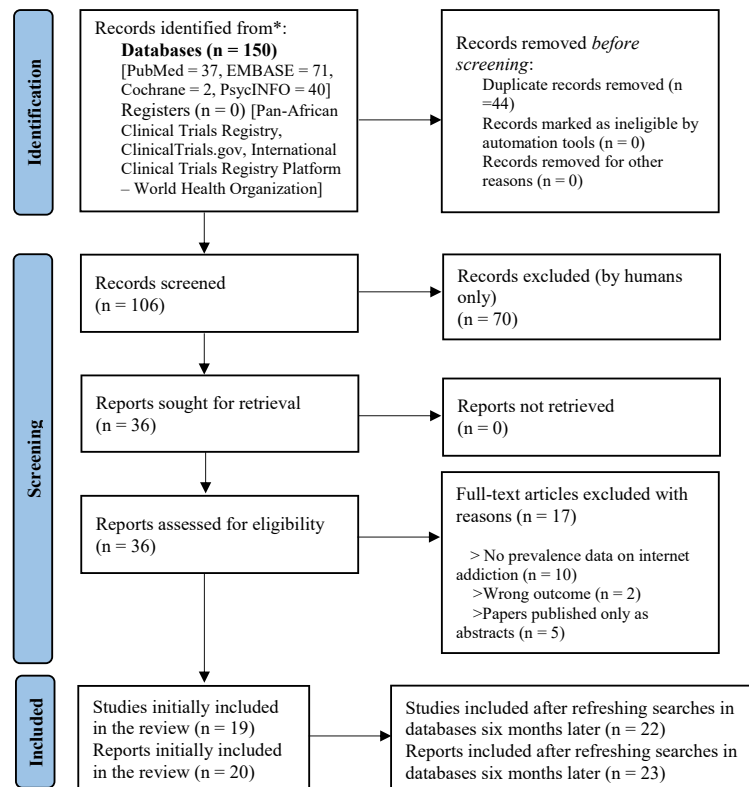 Identification
Records identified from*:
Databases (n = 150)
[PubMed = 37, EMBASE = 71,
Cochrane = 2, PsycINFO = 40]
Registers (n = 0) [Pan-African
Clinical Trials Registry,
ClinicalTrials.gov, International
Clinical Trials Registry Platform
– World Health Organization]
Records removed before
screening:
Duplicate records removed (n
=44)
Records marked as ineligible by
automation tools (n = 0)
Records removed for other
reasons (n = 0)
Screening
Records screened
(n = 106)
Records excluded (by humans
only)
(n = 70)
Reports sought for retrieval
(n = 36)
Reports not retrieved
(n = 0)
Reports assessed for eligibility
(n = 36)
Full-text articles excluded with
reasons (n = 17)
> No prevalence data on internet
addiction (n = 10)
>Wrong outcome (n = 2)
>Papers published only as
abstracts (n = 5)
Included
Studies initially included
in the review (n = 19)
Reports initially included
in the review (n = 20)
Studies included after refreshing searches in
databases six months later (n = 22)
Reports included after refreshing searches in
databases six months later (n = 23)